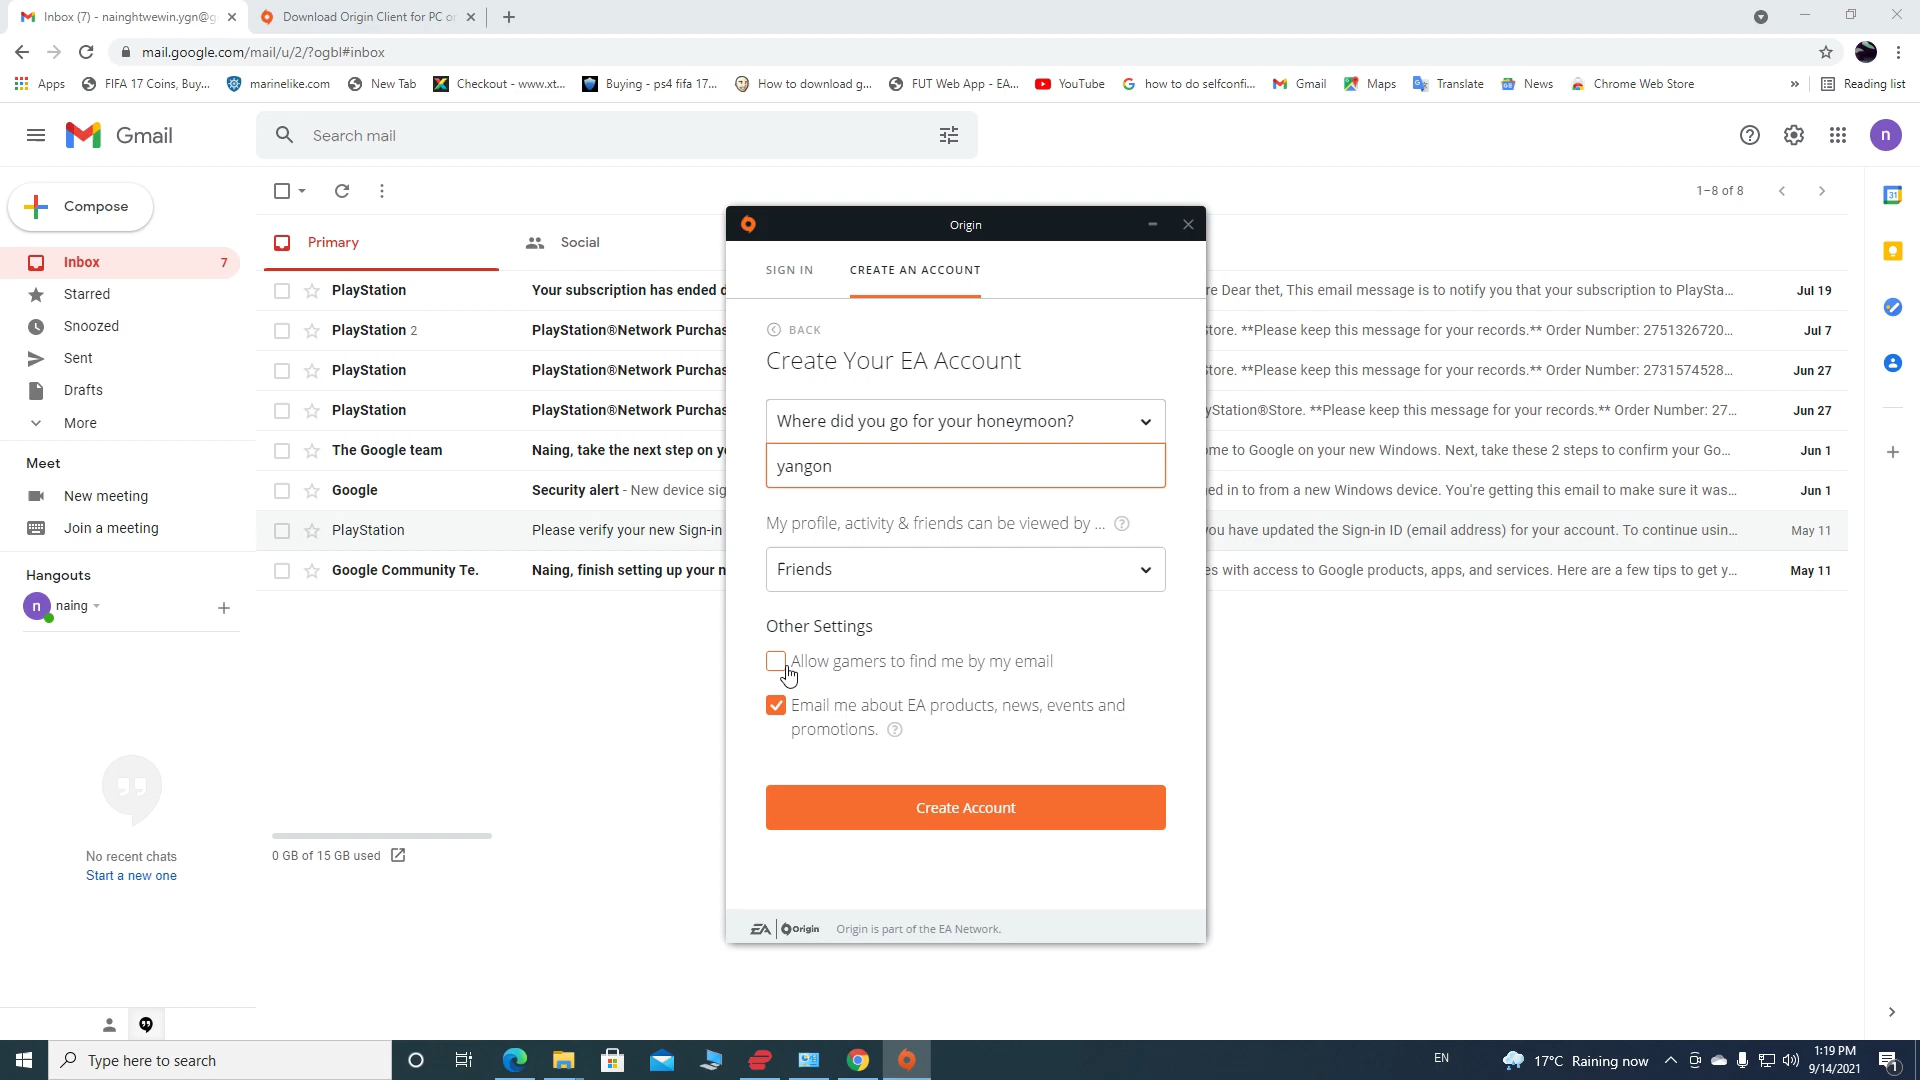 Inbox (7) - nainghtwewin.ygn@g
Download Origin Client for PC or
mail.google.com/mail/u/2/?ogbl#inbox
Apps
FIFA 17 Coins, Buy...
marinelike.com
New Tab
Checkout - www.xt...
Buying - ps4 fifa 17...
How to download g...
FUT Web App - EA...
YouTube
how to do selfconfi...
Gmail
Maps
Translate
News
Chrome Web Store
»
Reading list
Gmail
Search mail
n
Compose
1–8 of 8
31
Primary
Social
Inbox 7
Starred
Snoozed
Sent
Drafts
More
Meet
New meeting
Join a meeting
Hangouts
n naing
No recent chats
Start a new one
PlayStation Your subscription has ended re Dear thet, This email message is to notify you that your subscription to PlaySta... Jul 19
PlayStation 2 PlayStation®Network Purchas tore. **Please keep this message for your records.** Order Number: 2751326720... Jul 7
PlayStation PlayStation®Network Purchas tore. **Please keep this message for your records.** Order Number: 2731574528... Jun 27
PlayStation PlayStation®Network Purchas yStation®Store. **Please keep this message for your records.** Order Number: 27... Jun 27
The Google team Naing, take the next step on y me to Google on your new Windows. Next, take these 2 steps to confirm your Go... Jun 1
Google Security alert - New device sig ed in to from a new Windows device. You're getting this email to make sure it was... Jun 1
PlayStation Please verify your new Sign-in ou have updated the Sign-in ID (email address) for your account. To continue usin... May 11
Google Community Te. Naing, finish setting up your n es with access to Google products, apps, and services. Here are a few tips to get y... May 11
0 GB of 15 GB used
Origin
SIGN IN
CREATE AN ACCOUNT
BACK
Create Your EA Account
Where did you go for your honeymoon?
yangon
My profile, activity & friends can be viewed by ... ?
Friends
Other Settings
Allow gamers to find me by my email
Email me about EA products, news, events and
promotions. ?
Create Account
EA Origin Origin is part of the EA Network.
Type here to search
EN
17°C Raining now
1:19 PM
9/14/2021
1